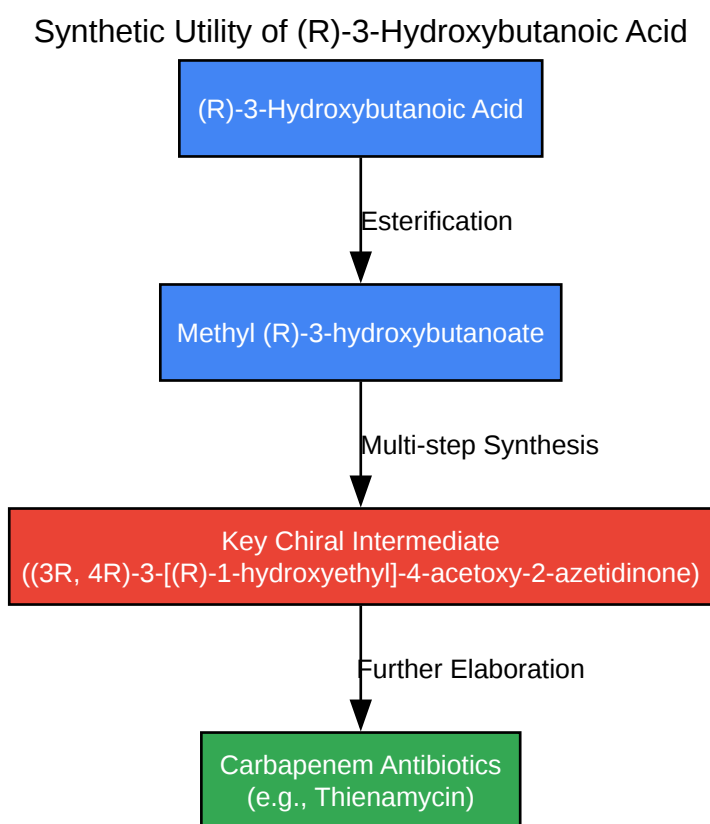 Synthetic Utility of (R)-3-Hydroxybutanoic Acid
(R)-3-Hydroxybutanoic Acid
Esterification
Methyl (R)-3-hydroxybutanoate
Multi-step Synthesis
Key Chiral Intermediate
((3R, 4R)-3-[(R)-1-hydroxyethyl]-4-acetoxy-2-azetidinone)
Further Elaboration
Carbapenem Antibiotics
(e.g., Thienamycin)